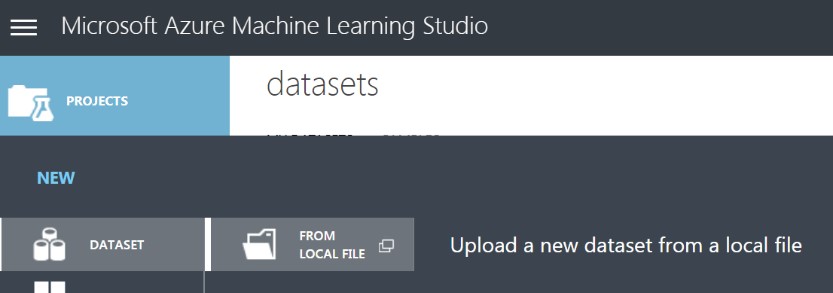 Microsoft Azure Machine Learning Studio
PROJECTS
datasets
NEW
DATASET
FROM
LOCAL FILE
Upload a new dataset from a local file